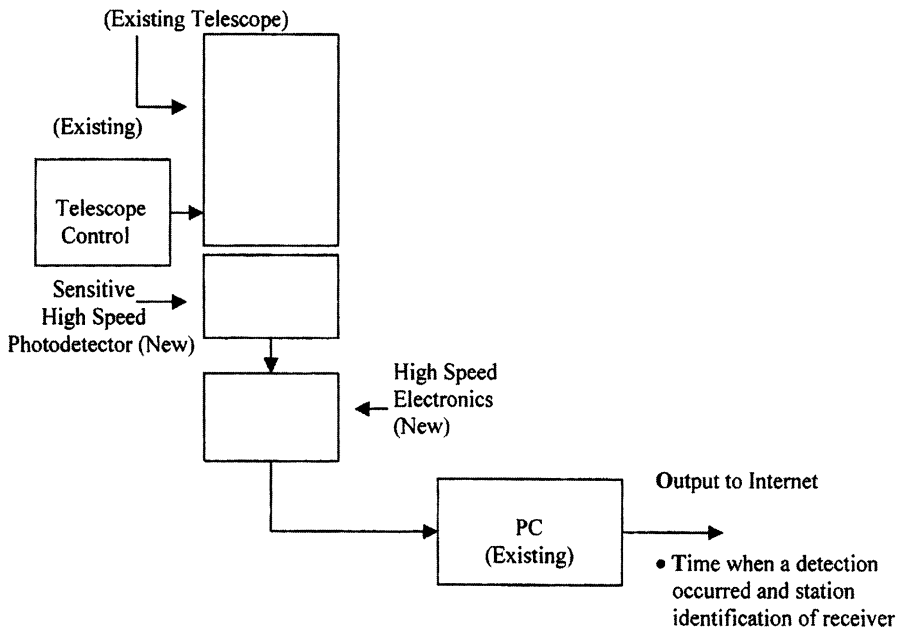 (Existing Telescope)
(Existing)
Telescope
Control
Sensitive
High Speed
Photodetector (New)
High Speed
Electronics
(New)
PC
(Existing)
Output to Internet
• Time when a detection
occurred and station
identification of receiver